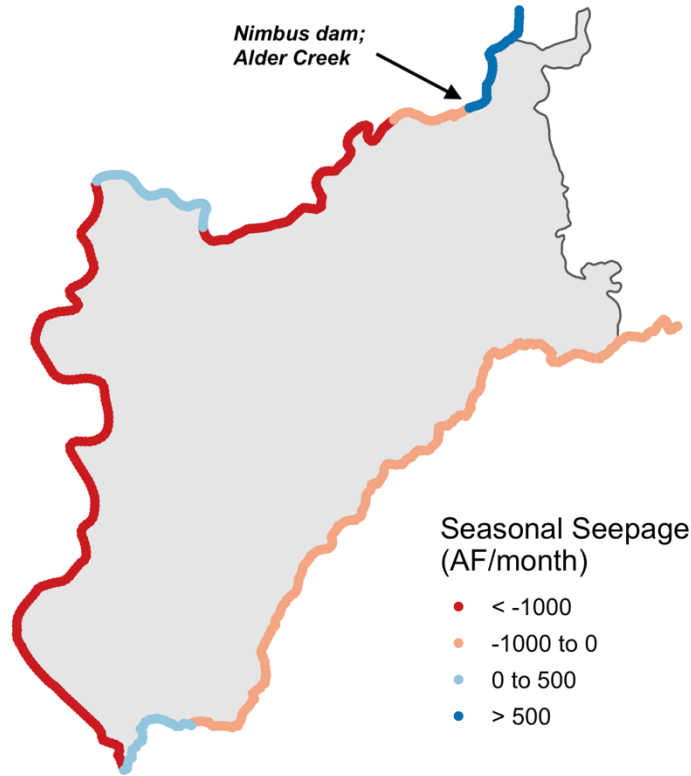 Nimbus dam;
Alder Creek
Seasonal Seepage
(AF/month)
< -1000
-1000 to 0
0 to 500
> 500